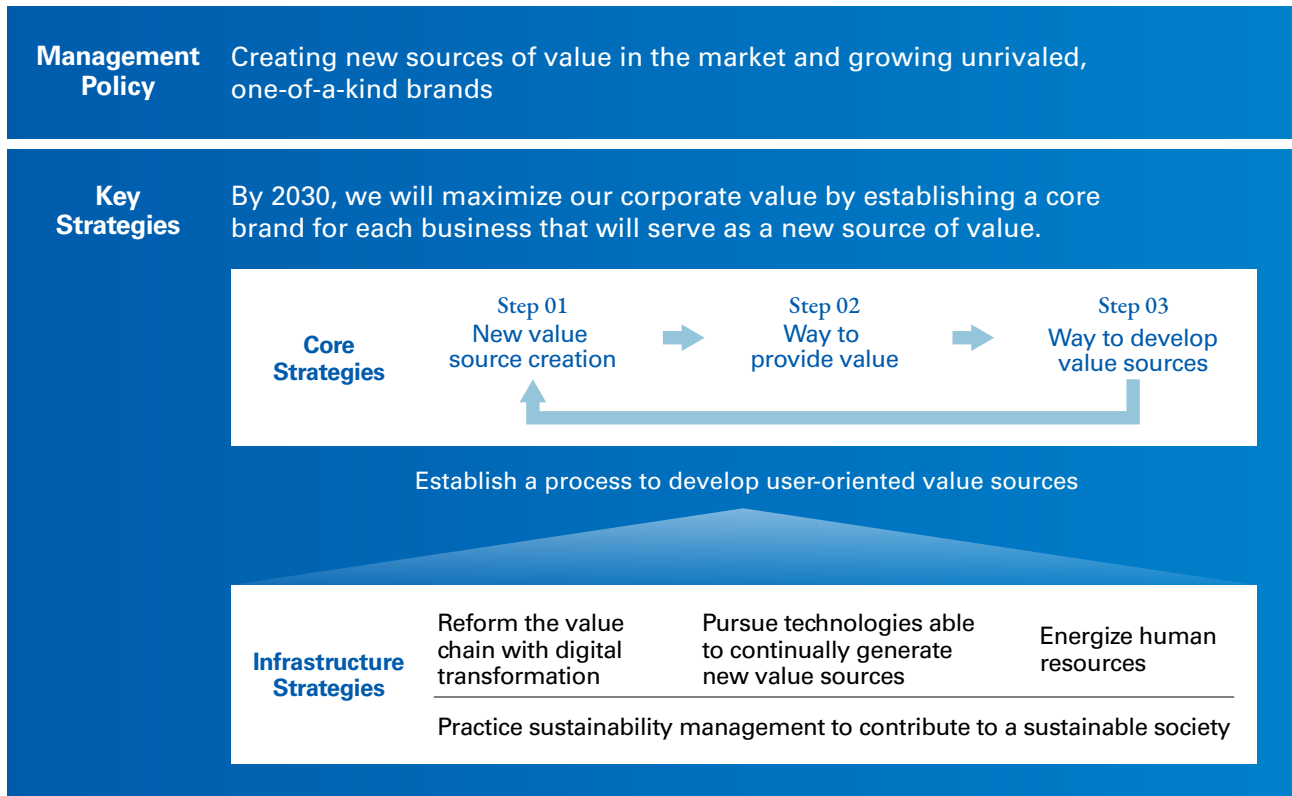 Management
Policy
Creating new sources of value in the market and growing unrivaled,
one-of-a-kind brands
Key
Strategies
By 2030, we will maximize our corporate value by establishing a core
brand for each business that will serve as a new source of value.
Core
Strategies
Step 01
New value
source creation
Step 02
Way to
provide value
Step 03
Way to develop
value sources
Establish a process to develop user-oriented value sources
Infrastructure
Strategies
Reform the value
chain with digital
transformation
Pursue technologies able
to continually generate
new value sources
Energize human
resources
Practice sustainability management to contribute to a sustainable society